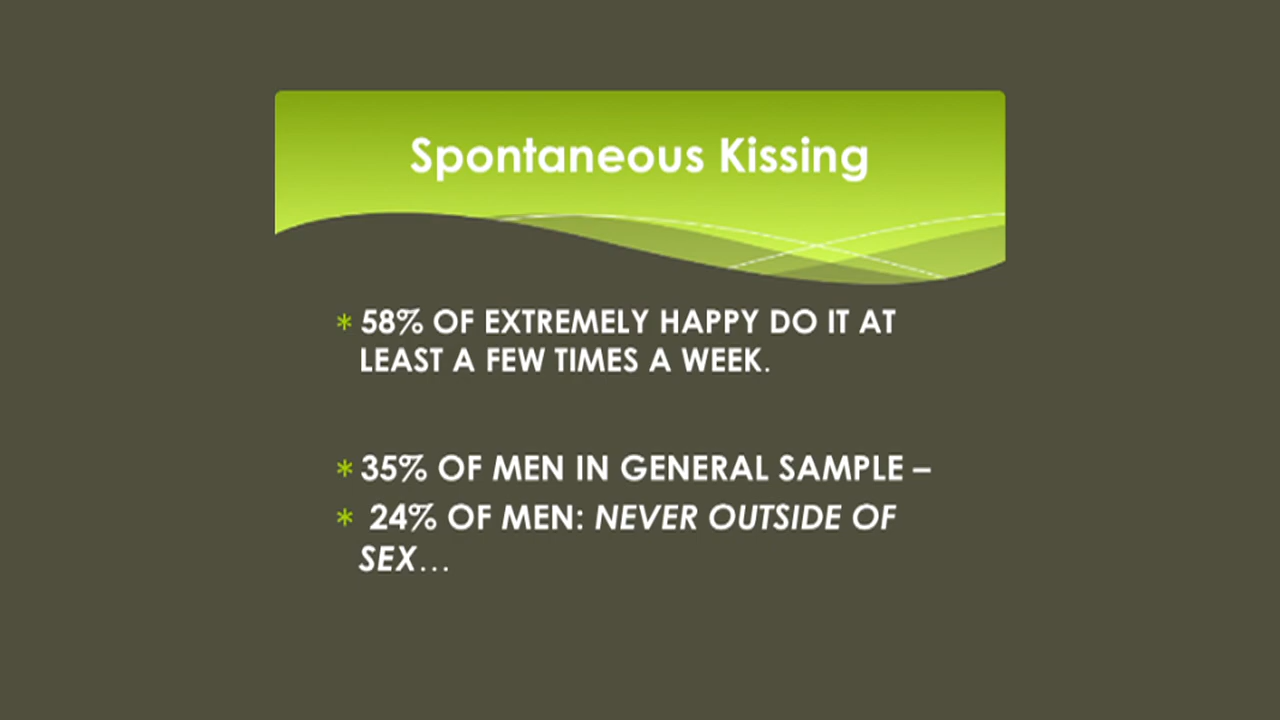 Spontaneous Kissing
* 58% OF EXTREMELY HAPPY DO IT AT
LEAST A FEW TIMES A WEEK.
* 35% OF MEN IN GENERAL SAMPLE –
* 24% OF MEN: NEVER OUTSIDE OF
SEX…